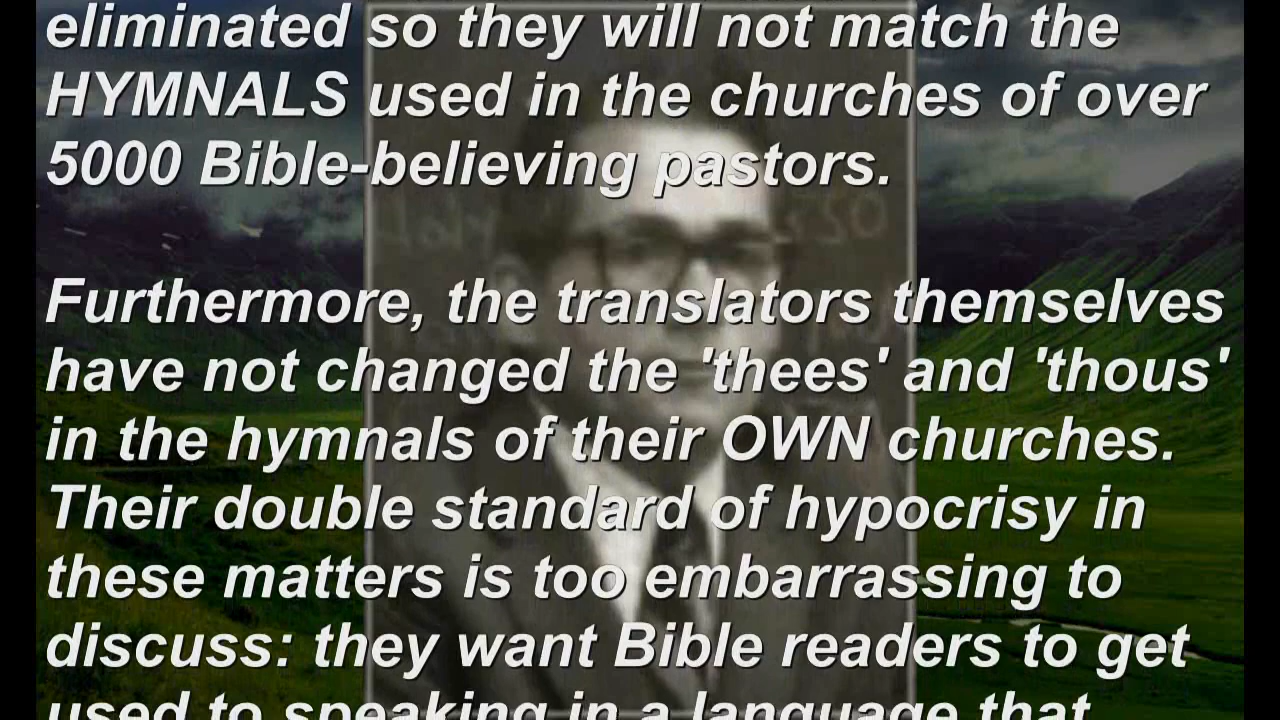 eliminated so they will not match the
HYMNALS used in the churches of over
5000 Bible-believing pastors.
Furthermore, the translators themselves
have not changed the 'thees' and 'thous'
in the hymnals of their OWN churches.
Their double standard of hypocrisy in
these matters is too embarrassing to
discuss: they want Bible readers to get
used to speaking in a language that